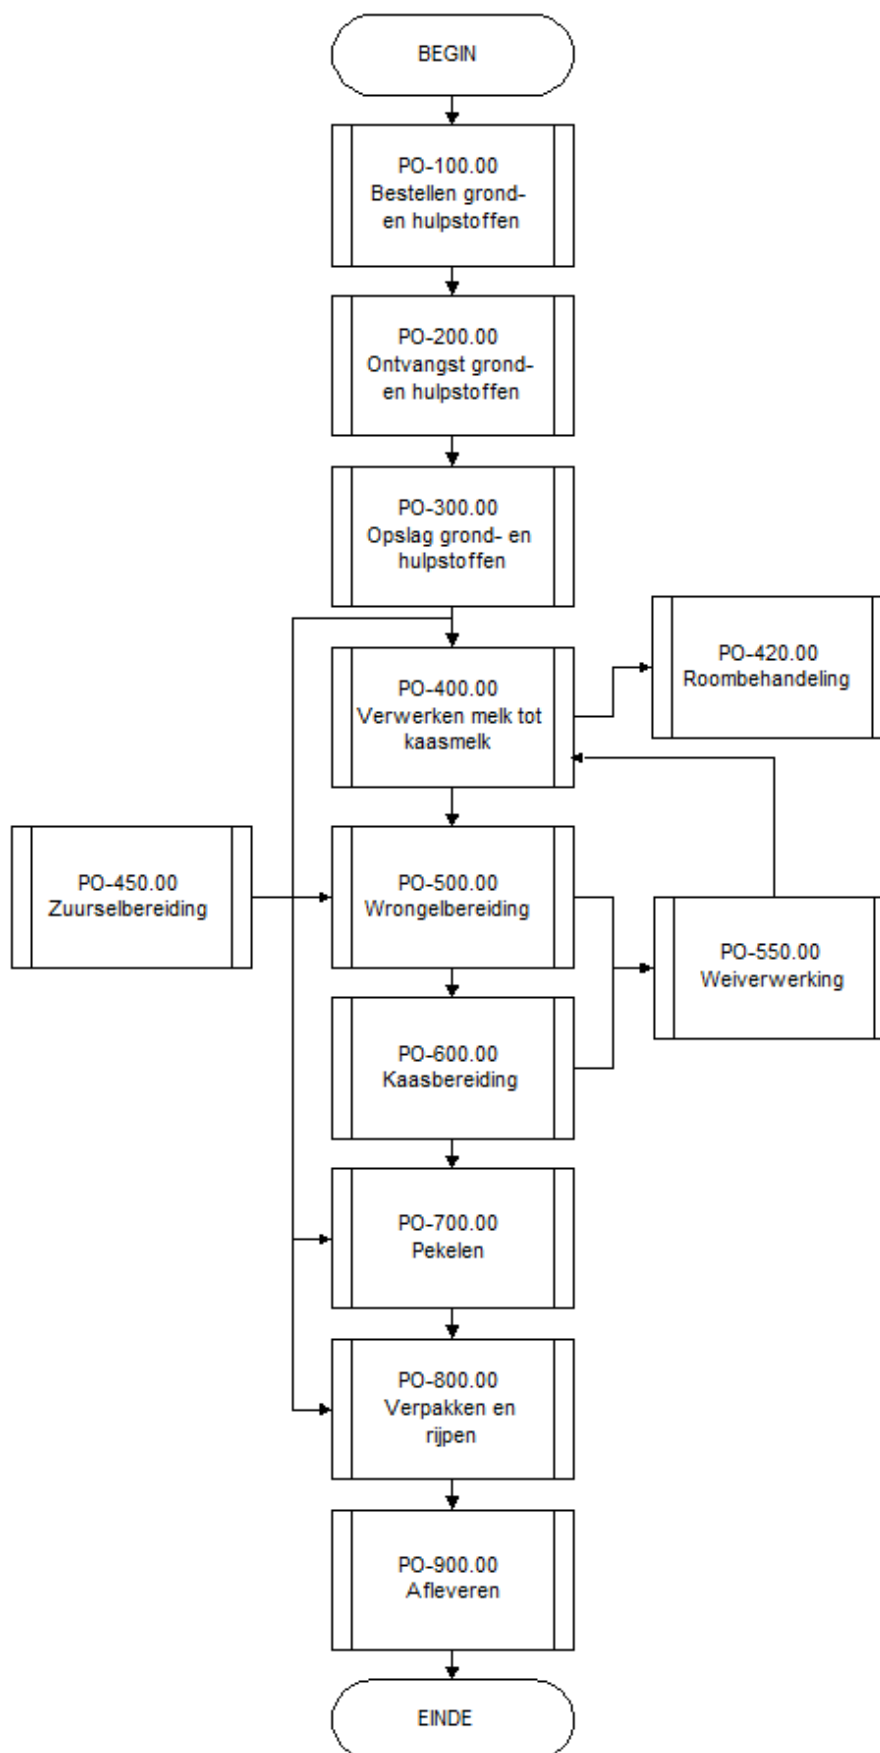 BEGIN
PO-100.00
Bestellen grond-
en hulpstoffen
PO-200.00
Ontvangst grond-
en hulpstoffen
PO-300.00
Opslag grond- en
hulpstoffen
PO-400.00
Verwerken melk tot
kaasmelk
PO-420.00
Roombehandeling
PO-450.00
Zuurselbereiding
PO-500.00
Wrongelbereiding
PO-550.00
Weiverwerking
PO-600.00
Kaasbereiding
PO-700.00
Pekelen
PO-800.00
Verpakken en
rijpen
PO-900.00
Afleveren
EINDE